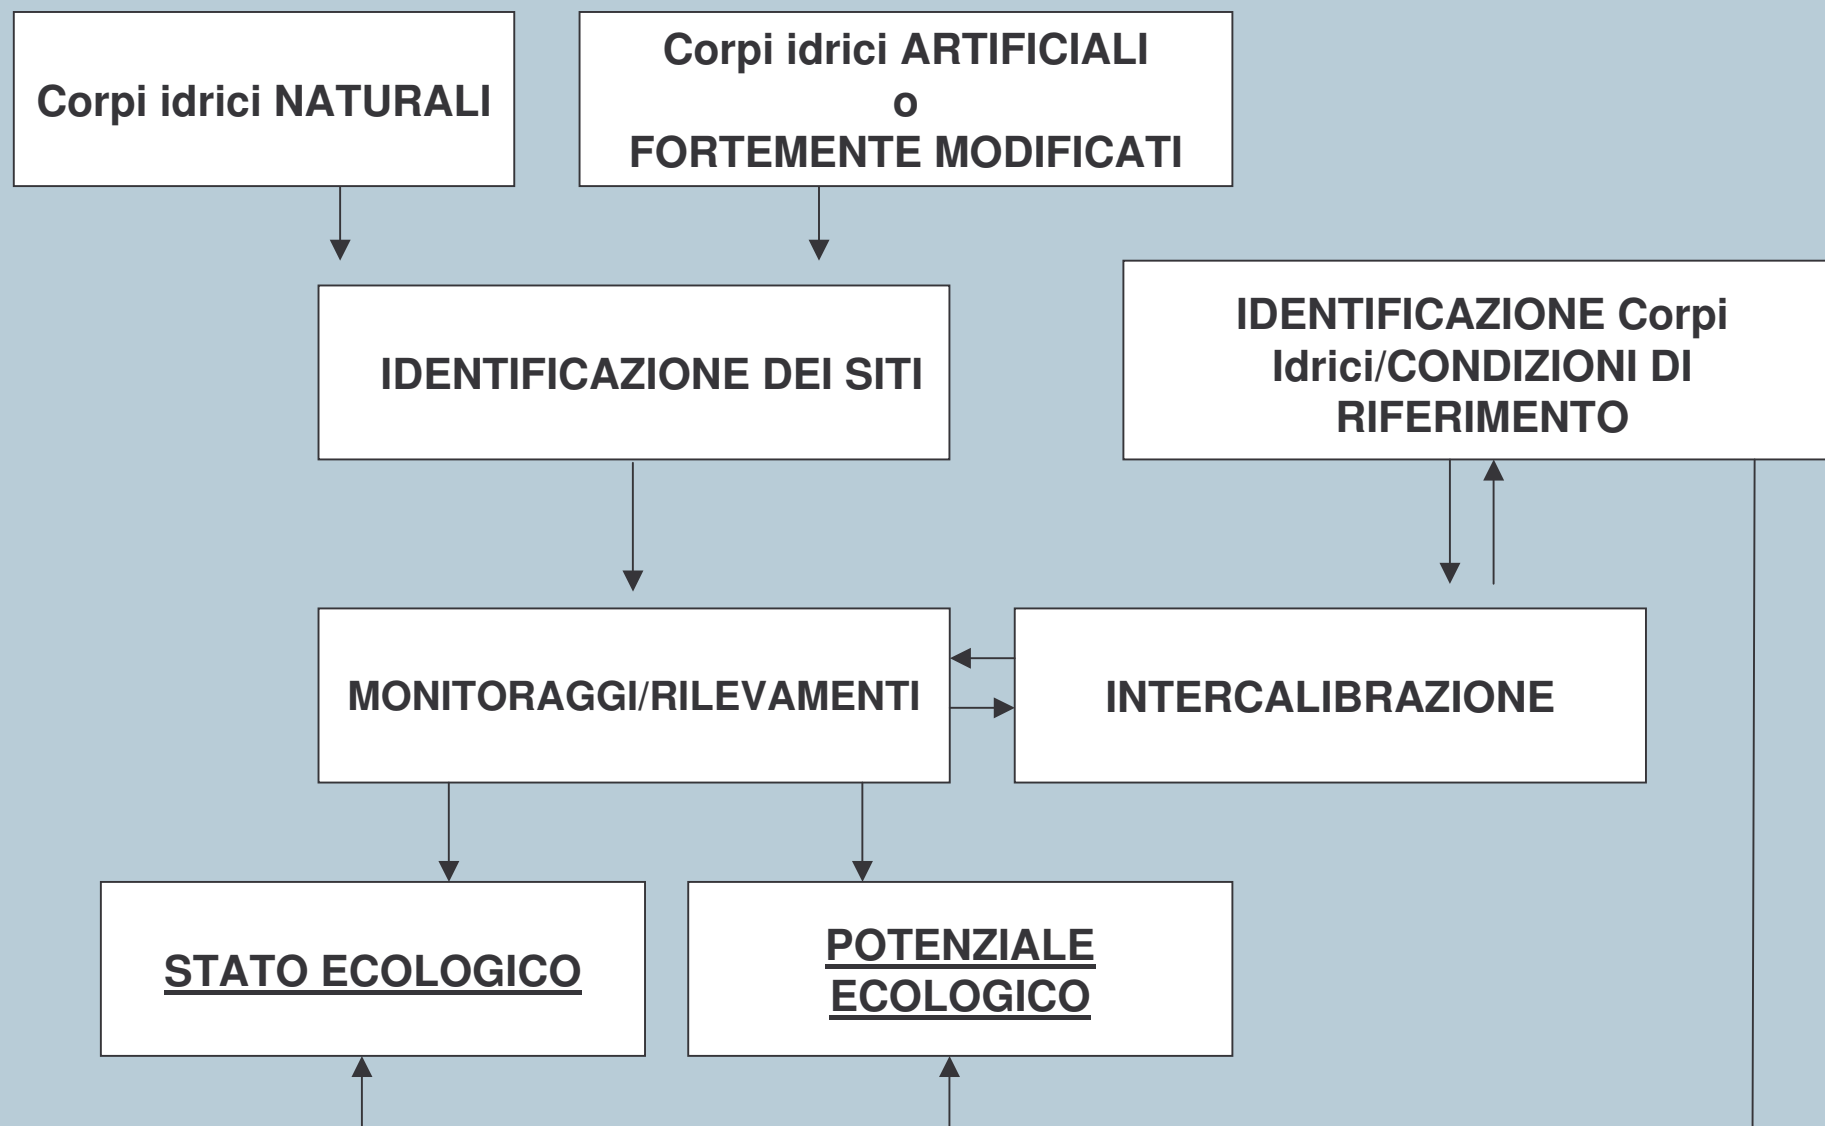 Corpi idrici NATURALI
Corpi idrici ARTIFICIALI
o
FORTEMENTE MODIFICATI
IDENTIFICAZIONE DEI SITI
IDENTIFICAZIONE Corpi
Idrici/CONDIZIONI DI
RIFERIMENTO
MONITORAGGI/RILEVAMENTI
INTERCALIBRAZIONE
STATO ECOLOGICO
POTENZIALE
ECOLOGICO